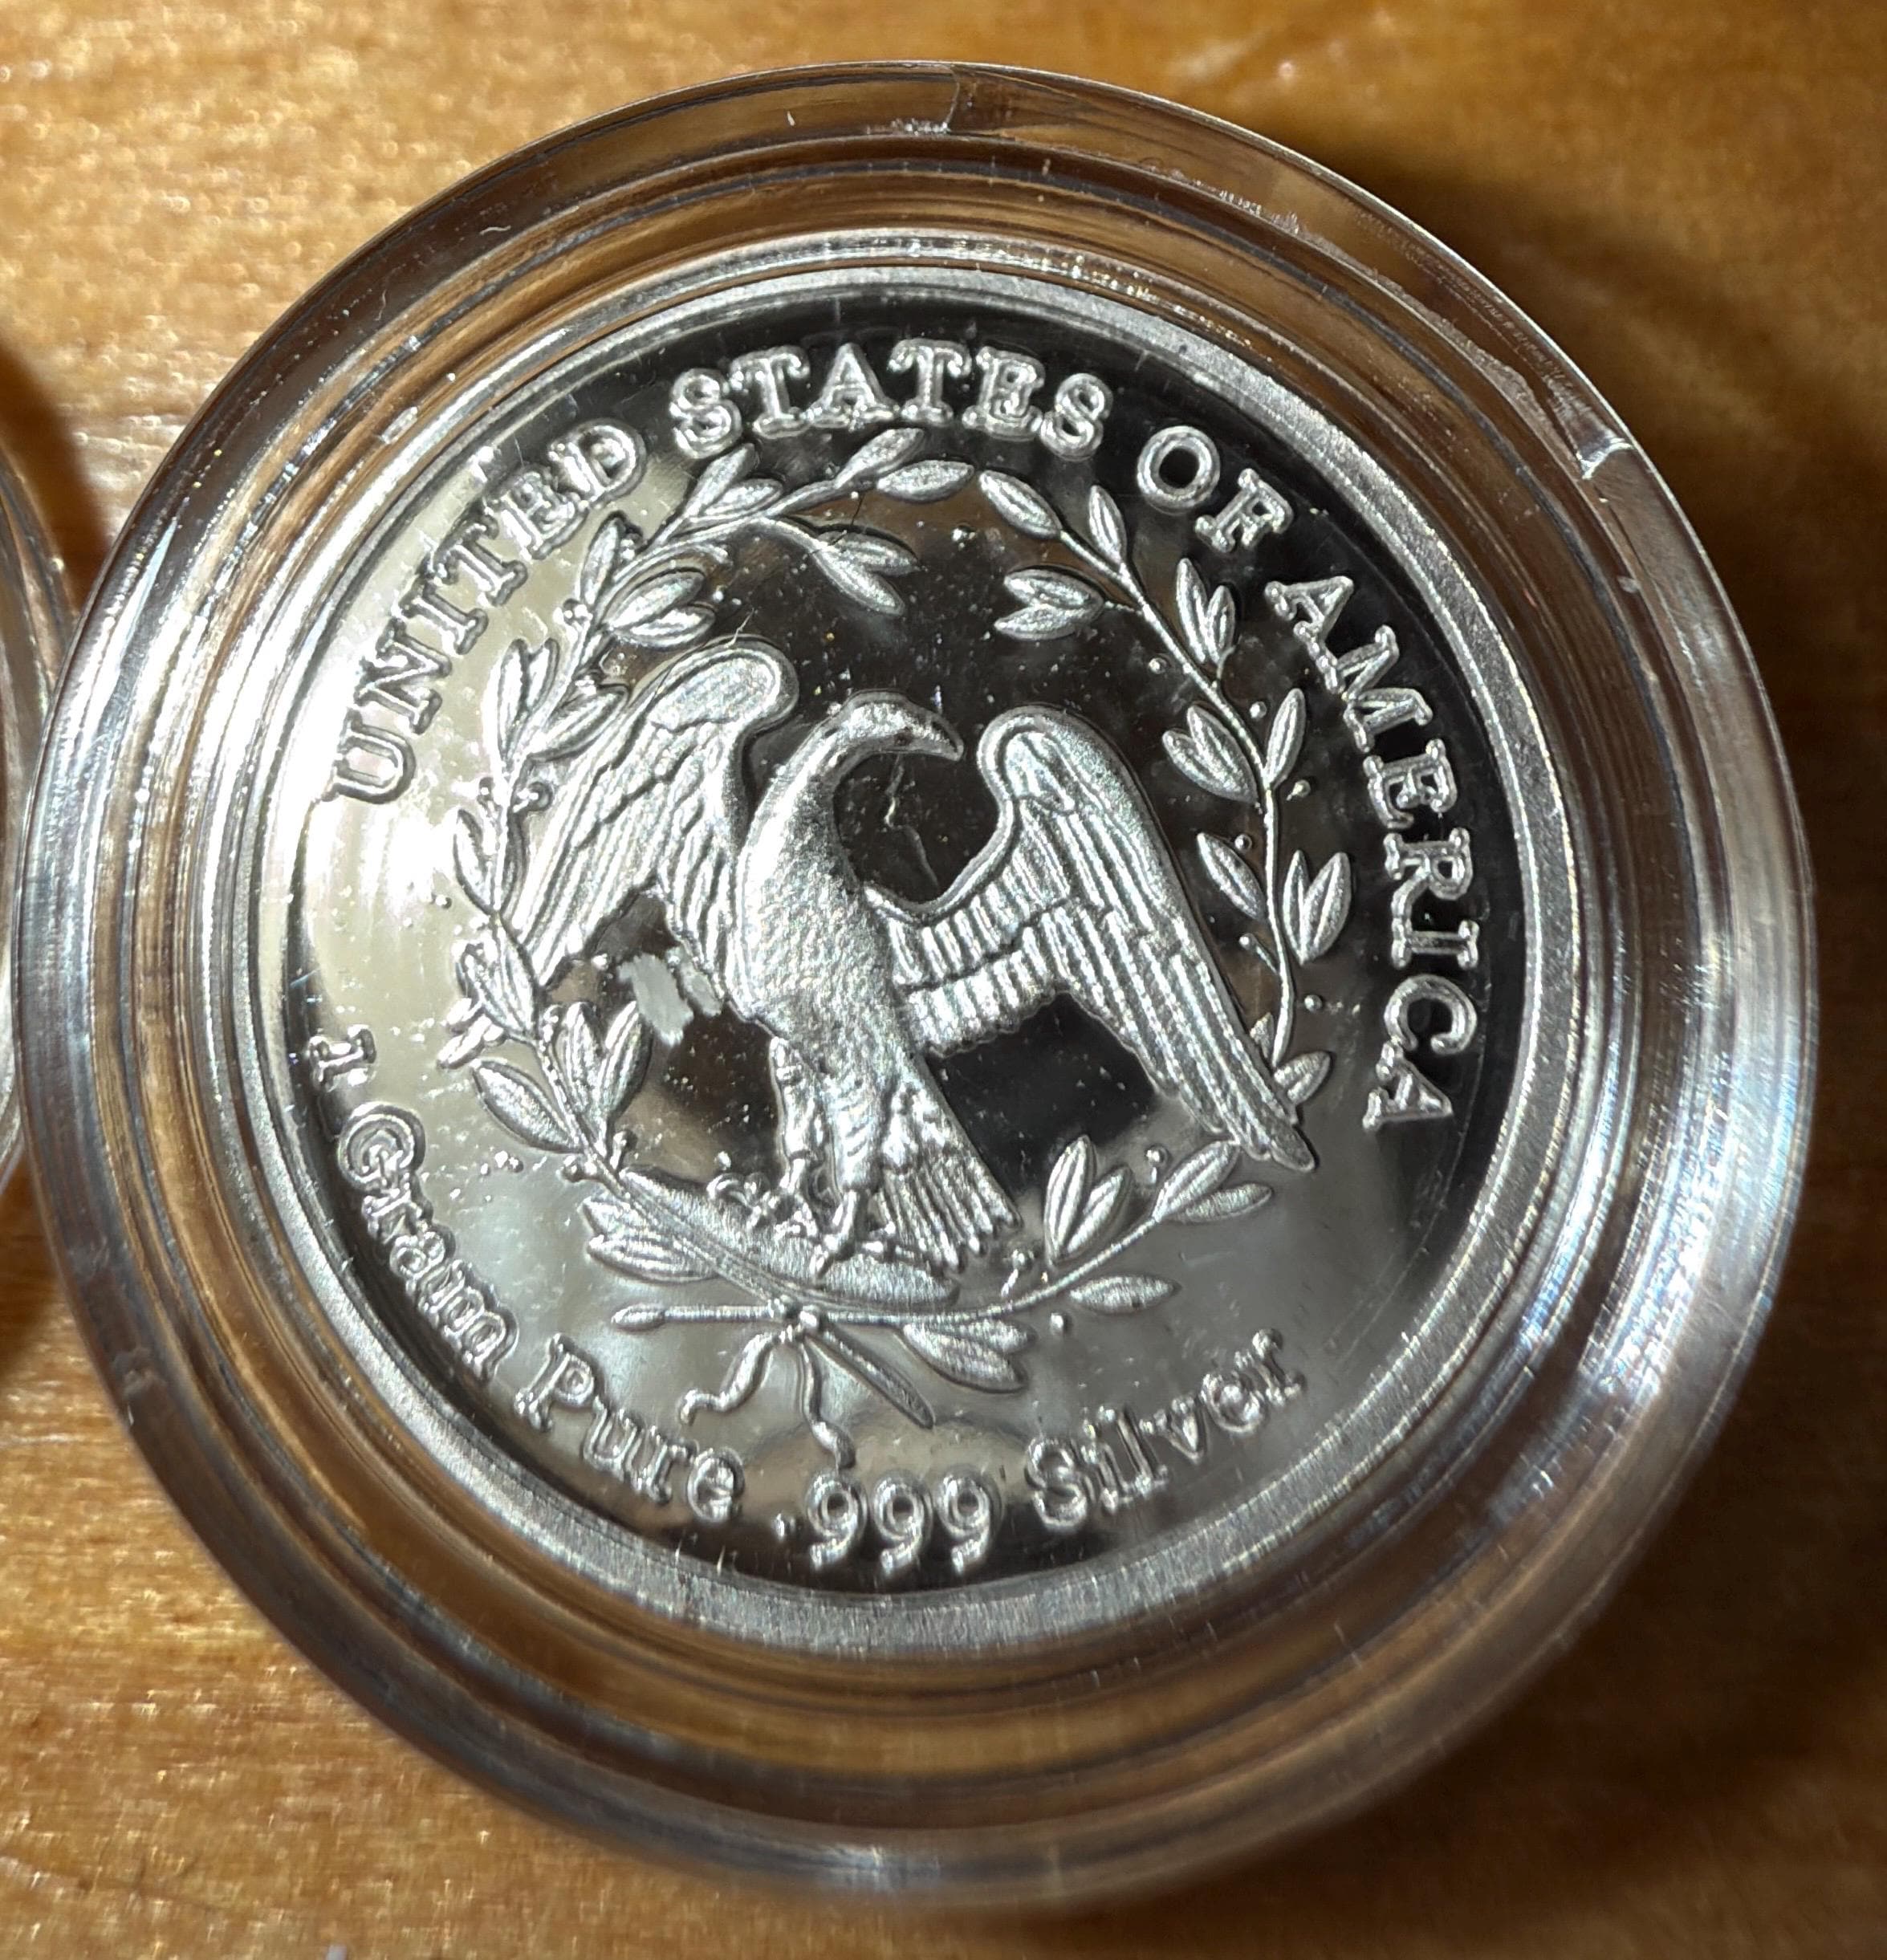 UNITED STATES OF AMERICA
1 Gram Pure .999 Silver